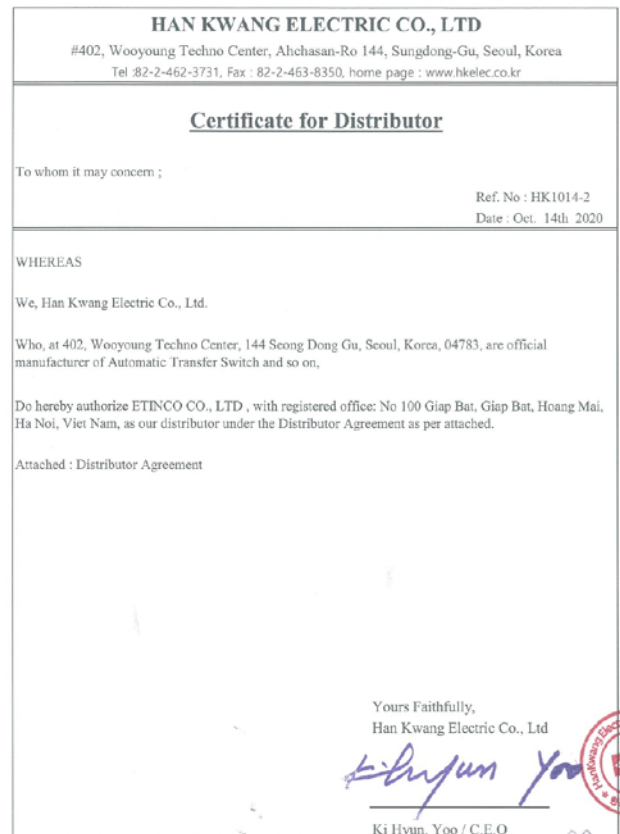 HAN KWANG ELECTRIC CO., LTD
#402, Wooyoung Techno Center, Ahchasan-Ro 144, Sungdong-Gu, Seoul, Korea
Tel :82-2-462-3731, Fax : 82-2-463-8350, home page : www.hkelec.co.kr
Certificate for Distributor
To whom it may concern ;
Ref. No : HK1014-2
Date : Oct. 14th 2020
WHEREAS
We, Han Kwang Electric Co., Ltd.
Who, at 402, Wooyoung Techno Center, 144 Seong Dong Gu, Seoul, Korea, 04783, are official
manufacturer of Automatic Transfer Switch and so on,
Do hereby authorize ETINCO CO., LTD , with registered office: No 100 Giap Bat, Giap Bat, Hoang Mai,
Ha Noi, Viet Nam, as our distributor under the Distributor Agreement as per attached.
Attached : Distributor Agreement
Yours Faithfully,
Han Kwang Electric Co., Ltd
Kihyun Yoo
HanKwang Elec
Ki Hyun, Yoo / C.E.O